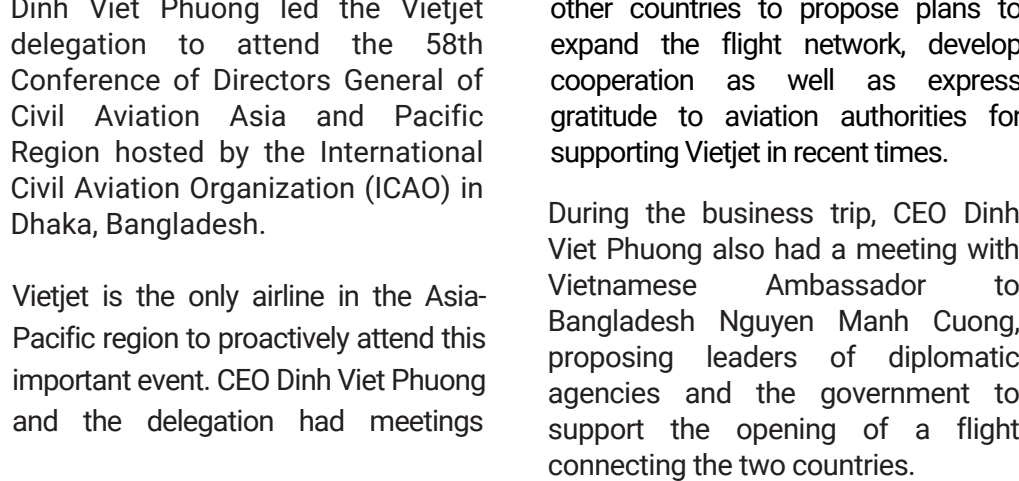 Dinh Viet Phuong led the Vietjet
delegation to attend the 58th
Conference of Directors General of
Civil Aviation Asia and Pacific
Region hosted by the International
Civil Aviation Organization (ICAO) in
Dhaka, Bangladesh.
Vietjet is the only airline in the Asia-
Pacific region to proactively attend this
important event. CEO Dinh Viet Phuong
and the delegation had meetings
other countries to propose plans to
expand the flight network, develop
cooperation as well as express
gratitude to aviation authorities for
supporting Vietjet in recent times.
During the business trip, CEO Dinh
Viet Phuong also had a meeting with
Vietnamese Ambassador to
Bangladesh Nguyen Manh Cuong,
proposing leaders of diplomatic
agencies and the government to
support the opening of a flight
connecting the two countries.